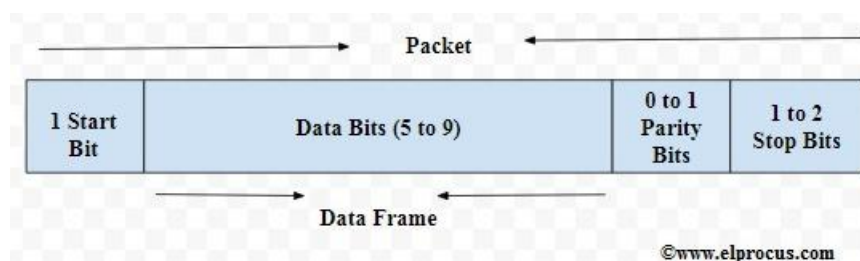 Packet
1 Start
Bit
Data Bits (5 to 9)
0 to 1
Parity
Bits
1 to 2
Stop Bits
Data Frame
©www.elprocus.com